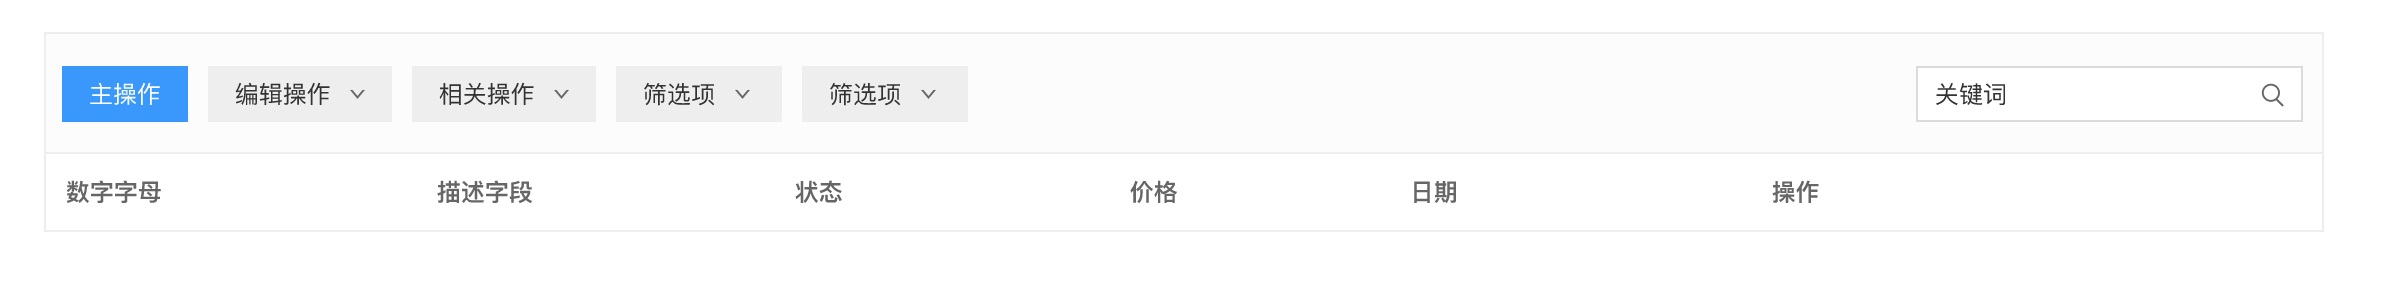 主操作 编辑操作 相关操作 筛选项 筛选项 关键词
数字字母 描述字段 状态 价格 日期 操作